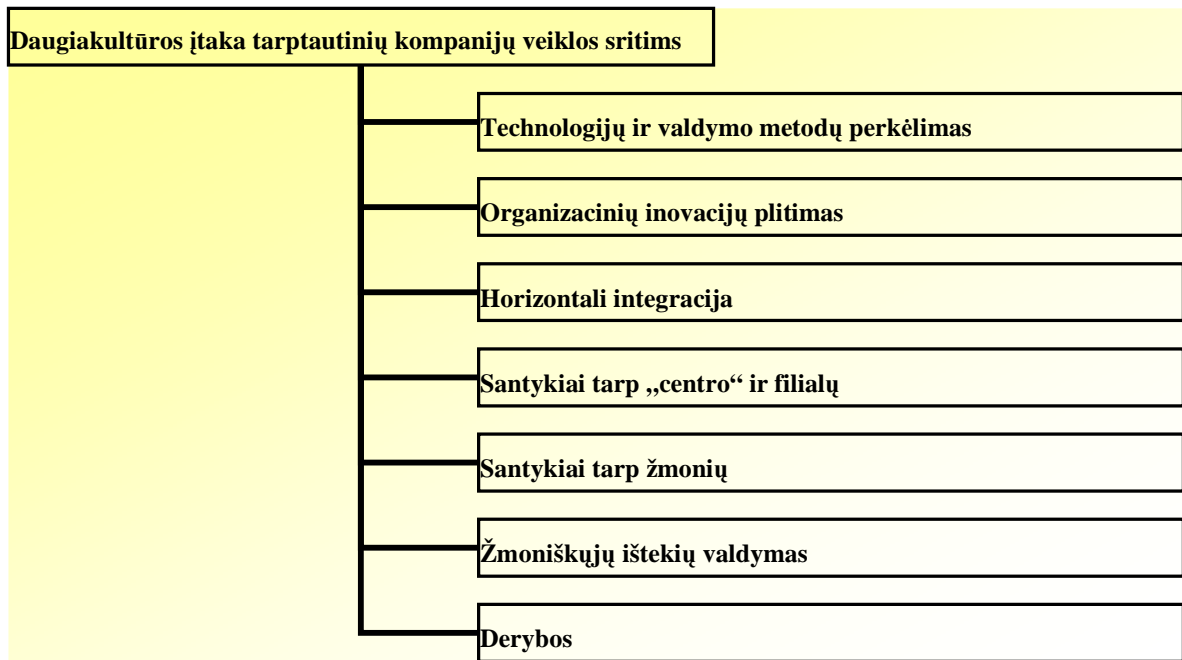 Daugiakultūros įtaka tarptautinių kompanijų veiklos sritims
Technologijų ir valdymo metodų perkėlimas
Organizacinių inovacijų plitimas
Horizontali integracija
Santykiai tarp „centro“ ir filialų
Santykiai tarp žmonių
Žmoniškųjų ištekių valdymas
Derybos